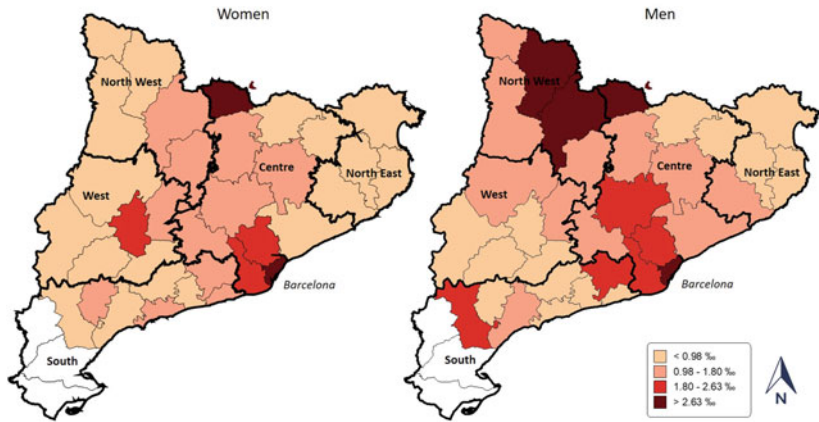 Women
Men
North West
Centre
North East
West
Barcelona
South
North West
Centre
North East
West
Barcelona
South
< 0.98 ‰
0.98 - 1.80 ‰
1.80 - 2.63 ‰
> 2.63 ‰
N